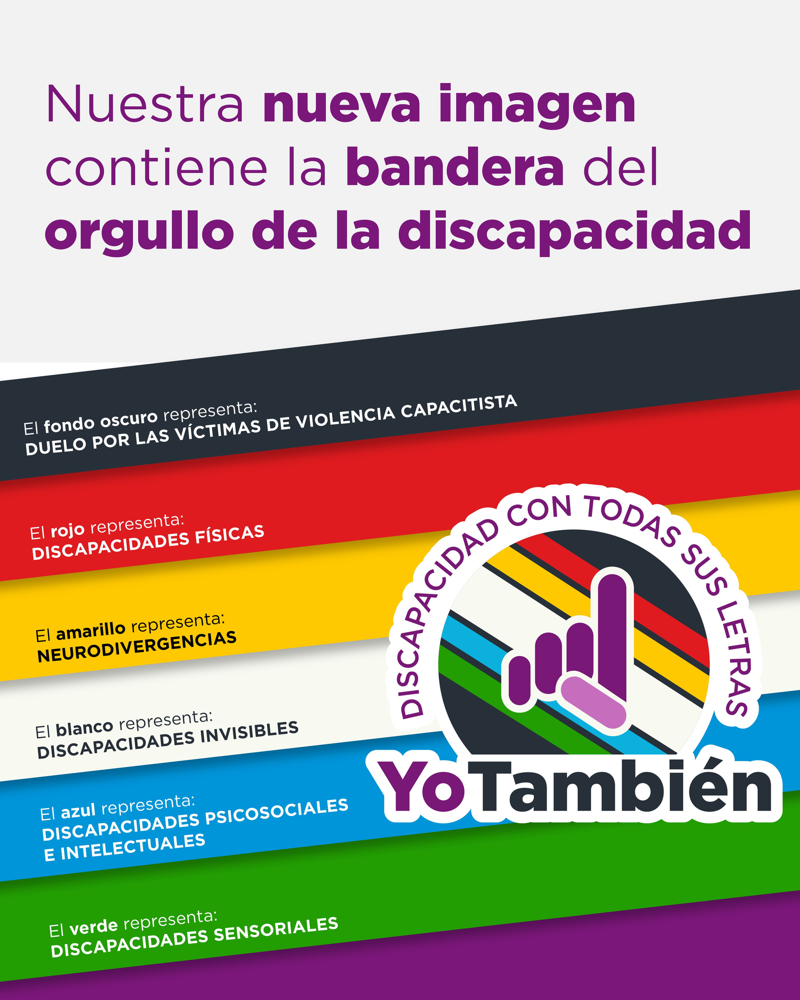 Nuestra nueva imagen
contiene la bandera del
orgullo de la discapacidad
El fondo oscuro representa:
DUELO POR LAS VÍCTIMAS DE VIOLENCIA CAPACITISTA
El rojo representa:
DISCAPACIDADES FÍSICAS
El amarillo representa:
NEURODIVERGENCIAS
El blanco representa:
DISCAPACIDADES INVISIBLES
El azul representa:
DISCAPACIDADES PSICOSOCIALES
E INTELECTUALES
El verde representa:
DISCAPACIDADES SENSORIALES
DISCAPACIDAD CON TODAS SUS LETRAS
YoTambién